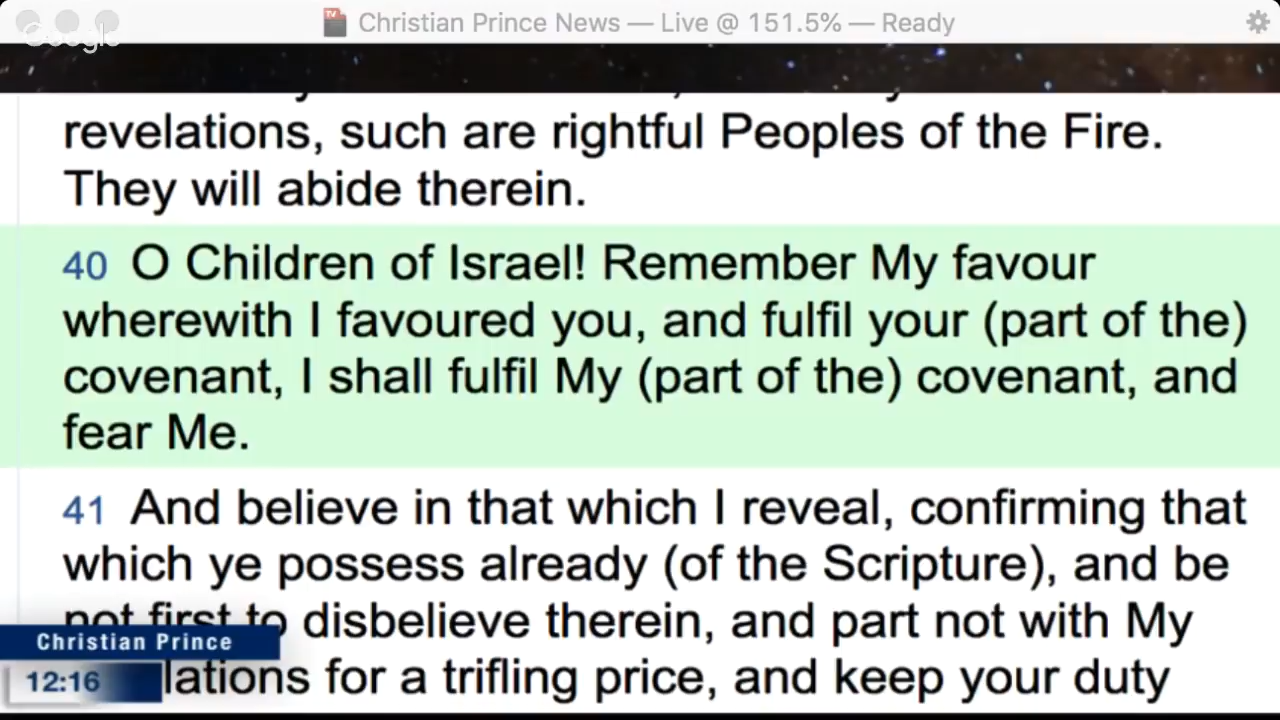 Google
Christian Prince News — Live @ 151.5% — Ready
revelations, such are rightful Peoples of the Fire.
They will abide therein.
40 O Children of Israel! Remember My favour
wherewith I favoured you, and fulfil your (part of the)
covenant, I shall fulfil My (part of the) covenant, and
fear Me.
41 And believe in that which I reveal, confirming that
which ye possess already (of the Scripture), and be
not first to disbelieve therein, and part not with My
lations for a trifling price, and keep your duty
Christian Prince
12:16